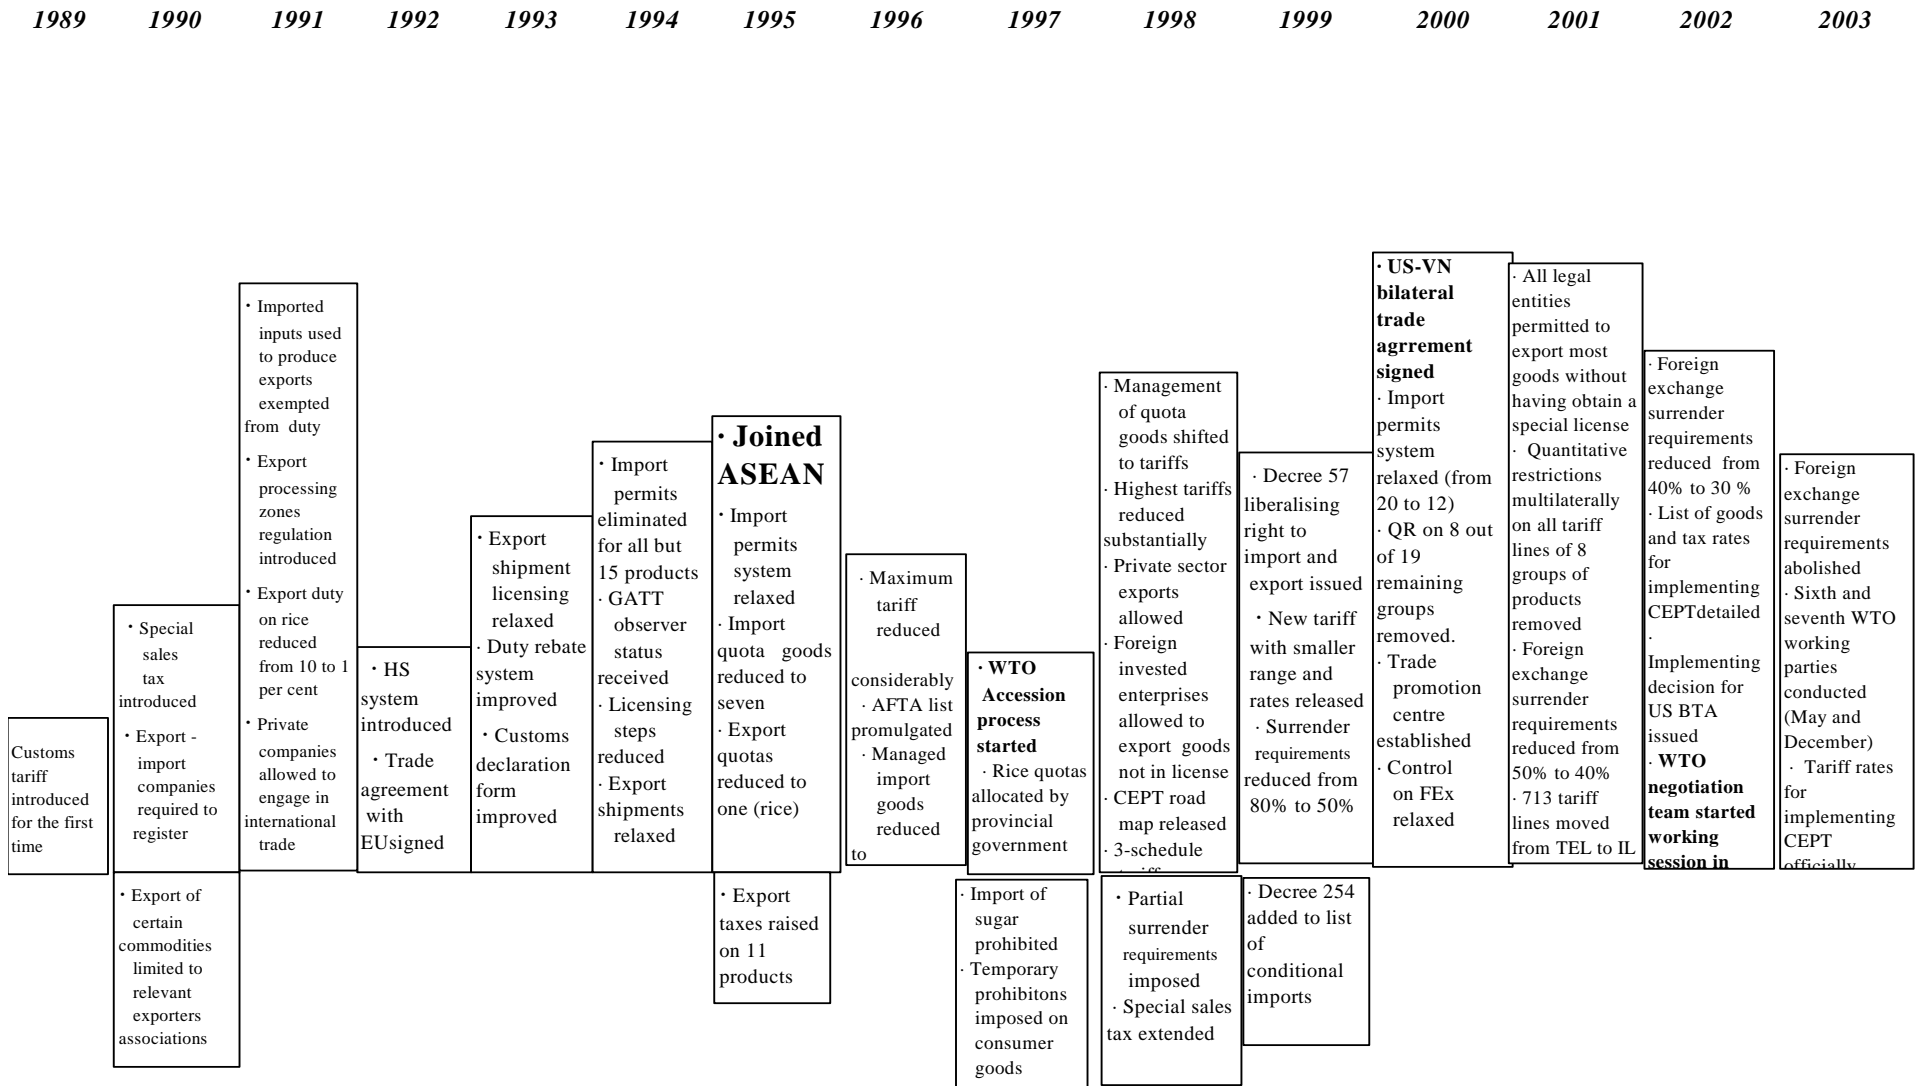 1989 1990 1991 1992 1993 1994 1995 1996 1997 1998 1999 2000 2001 2002 2003
Customs
tariff
introduced
for the first
time
· Special
sales
tax
introduced
· Export -
import
companies
required to
register
· Export of
certain
commodities
limited to
relevant
exporters
associations
· Imported
inputs used
to produce
exports
exempted
from duty
· Export
processing
zones
regulation
introduced
· Export duty
on rice
reduced
from 10 to 1
per cent
· Private
companies
allowed to
engage in
international
trade
· HS
system
introduced
· Trade
agreement
with
EUsigned
· Export
shipment
licensing
relaxed
· Duty rebate
system
improved
· Customs
declaration
form
improved
· Import
permits
eliminated
for all but
15 products
· GATT
observer
status
received
· Licensing
steps
reduced
· Export
shipments
relaxed
· Joined
ASEAN
· Import
permits
system
relaxed
· Import
quota goods
reduced to
seven
· Export
quotas
reduced to
one (rice)
· Export
taxes raised
on 11
products
· Maximum
tariff
reduced
considerably
· AFTA list
promulgated
· Managed
import
goods
reduced
to
· WTO
Accession
process
started
· Rice quotas
allocated by
provincial
government
· Import of
sugar
prohibited
· Temporary
prohibitons
imposed on
consumer
goods
· Management
of quota
goods shifted
to tariffs
· Highest tariffs
reduced
substantially
· Private sector
exports
allowed
· Foreign
invested
enterprises
allowed to
export goods
not in license
· CEPT road
map released
· 3-schedule
· Partial
surrender
requirements
imposed
· Special sales
tax extended
· Decree 57
liberalising
right to
import and
export issued
· New tariff
with smaller
range and
rates released
· Surrender
requirements
reduced from
80% to 50%
· Decree 254
added to list
of
conditional
imports
· US-VN
bilateral
trade
agrrement
signed
· Import
permits
system
relaxed (from
20 to 12)
· QR on 8 out
of 19
remaining
groups
removed.
· Trade
promotion
centre
established
· Control
on FEx
relaxed
· All legal
entities
permitted to
export most
goods without
having obtain a
special license
· Quantitative
restrictions
multilaterally
on all tariff
lines of 8
groups of
products
removed
· Foreign
exchange
surrender
requirements
reduced from
50% to 40%
· 713 tariff
lines moved
from TEL to IL
· Foreign
exchange
surrender
requirements
reduced from
40% to 30 %
· List of goods
and tax rates
for
implementing
CEPTdetailed
·
Implementing
decision for
US BTA
issued
· WTO
negotiation
team started
working
session in
· Foreign
exchange
surrender
requirements
abolished
· Sixth and
seventh WTO
working
parties
conducted
(May and
December)
· Tariff rates
for
implementing
CEPT
officially